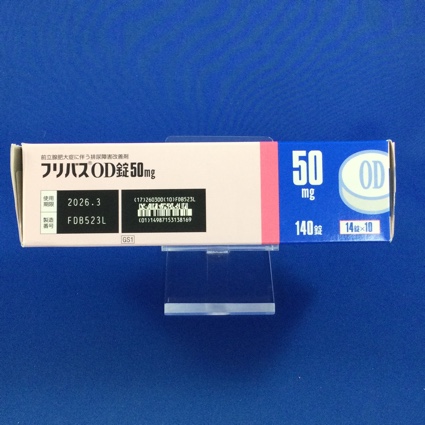 前立腺肥大症に伴う排尿障害改善剤
フリバス®OD錠50mg
使用
期限
2026.3
製造
番号
FDB523L
(17)260300(10)FDB523L
(01)14987153138169
GS1
50
mg
140錠
14錠×10
OD